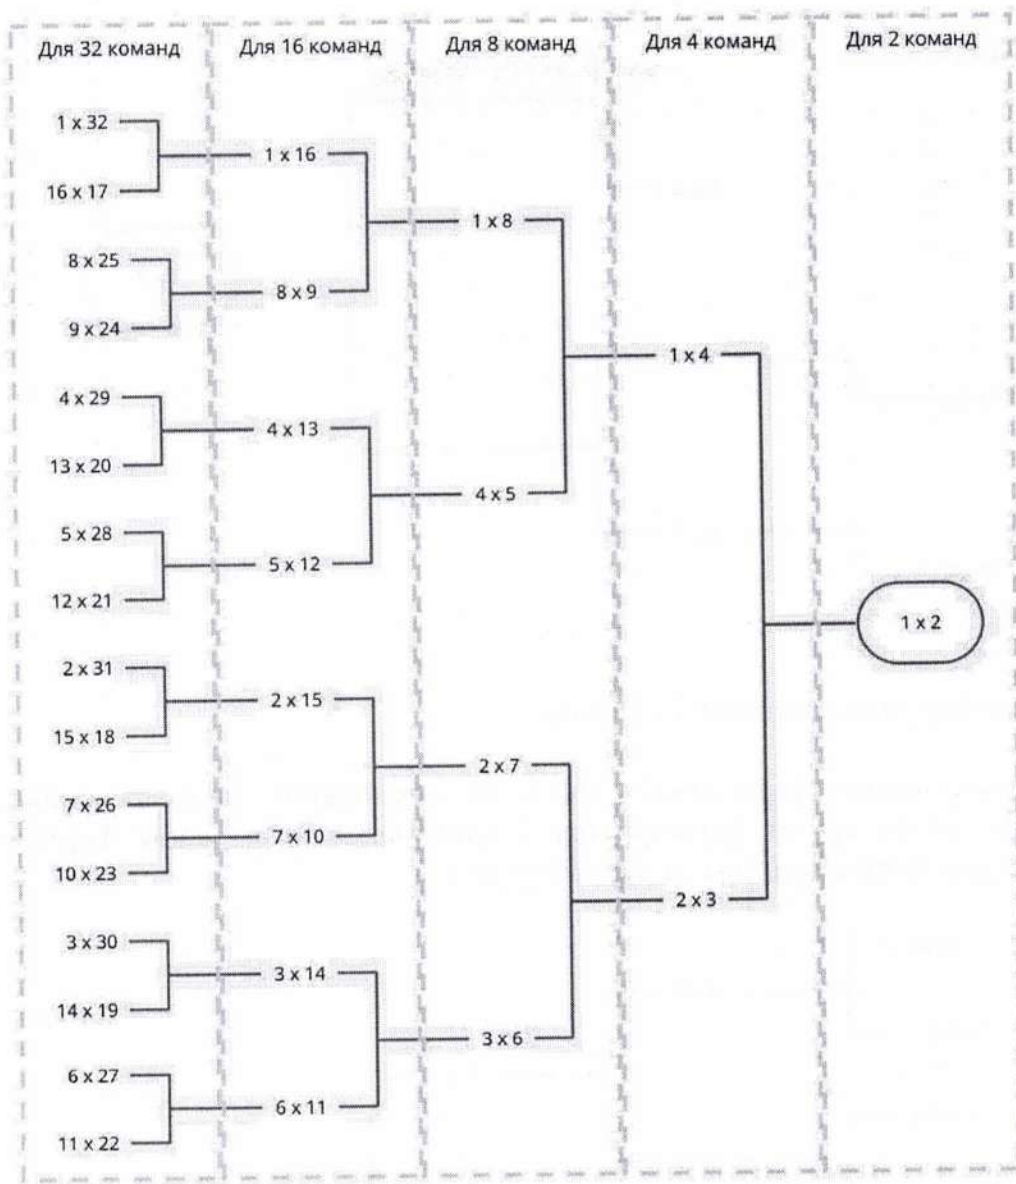 Для 32 команд
Для 16 команд
Для 8 команд
Для 4 команд
Для 2 команд
1 x 32
16 x 17
8 x 25
9 x 24
4 x 29
13 x 20
5 x 28
12 x 21
2 x 31
15 x 18
7 x 26
10 x 23
3 x 30
14 x 19
6 x 27
11 x 22
1 x 16
8 x 9
4 x 13
5 x 12
2 x 15
7 x 10
3 x 14
6 x 11
1 x 8
4 x 5
2 x 7
3 x 6
1 x 4
2 x 3
1 x 2